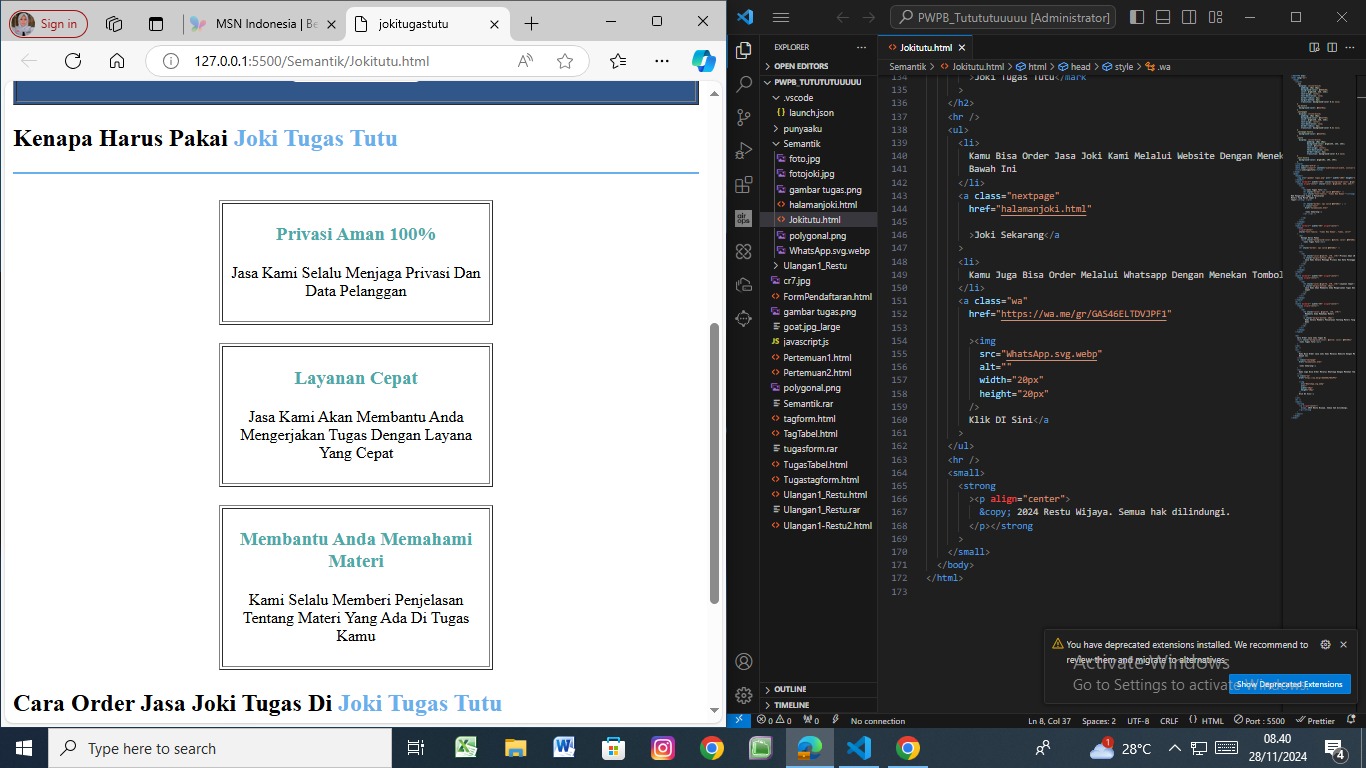 Sign in
MSN Indonesia | Be
jokitugastutu
127.0.0.1:5500/Semantik/Jokitutu.html
Kenapa Harus Pakai Joki Tugas Tutu
Privasi Aman 100%
Jasa Kami Selalu Menjaga Privasi Dan
Data Pelanggan
Layanan Cepat
Jasa Kami Akan Membantu Anda
Mengerjakan Tugas Dengan Layana
Yang Cepat
Membantu Anda Memahami
Materi
Kami Selalu Memberi Penjelasan
Tentang Materi Yang Ada Di Tugas
Kamu
Cara Order Jasa Joki Tugas Di Joki Tugas Tutu
PWPB_Tutututuuuuu [Administrator]
EXPLORER
OPEN EDITORS
PWPB_TUTUTUTUUUUU
.vscode
launch.json
punyaaku
Semantik
foto.jpg
fotojoki.jpg
gambar tugas.png
halamanjoki.html
Jokitutu.html
polygonal.png
WhatsApp.svg.webp
Ulangan1_Restu
cr7.jpg
FormPendaftaran.html
gambar tugas.png
goat.jpg_large
JS javascript.js
Pertemuan1.html
Pertemuan2.html
polygonal.png
Semantik.rar
tagform.html
TagTabel.html
tugasform.rar
TugasTabel.html
Tugastagform.html
Ulangan1_Restu.html
Ulangan1_Restu.rar
Ulangan1-Restu2.html
OUTLINE
TIMELINE
Jokitutu.html
Semantik > Jokitutu.html > html > head > style > .wa
134 >Joki Tugas Tutu</mark
135 >
136 </h2>
137 <hr />
138 <ul>
139 <li>
140 Kamu Bisa Order Jasa Joki Kami Melalui Website Dengan Menek
141 Bawah Ini
142 </li>
143 <a class="nextpage"
144 href="halamanjoki.html"
145
146 >Joki Sekarang</a
147 >
148 <li>
149 Kamu Juga Bisa Order Melalui Whatsapp Dengan Menekan Tombol
150 </li>
151 <a class="wa"
152 href="https://wa.me/gr/GAS46ELTDVJPF1"
153
154 ><img
155 src="WhatsApp.svg.webp"
156 alt=""
157 width="20px"
158 height="20px"
159 />
160 Klik DI Sini</a
161 >
162 </ul>
163 <hr />
164 <small>
165 <strong
166 ><p align="center">
167 &copy; 2024 Restu Wijaya. Semua hak dilindungi.
168 </p></strong
169 >
170 </small>
171 </body>
172 </html>
173
You have deprecated extensions installed. We recommend to
review them and migrate to alternatives.
Show Deprecated Extensions
Activate Windows
Go to Settings to activate Windows.
0 0 0 No connection Ln 8, Col 37 Spaces: 2 UTF-8 CRLF HTML Port : 5500 Prettier
Type here to search
1 28°C
08.40
28/11/2024
4